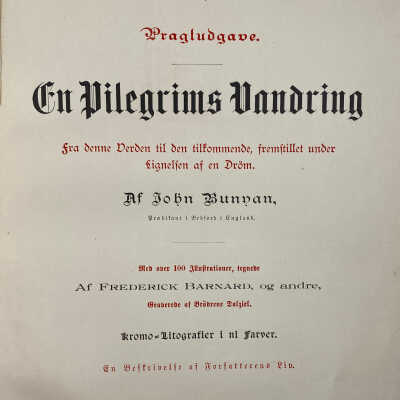 Pragtudgave.
En Pilegrims Vandring
Fra denne Verden til den tilkommende, fremstillet under
Lignelsen af en Dröm.
Af John Bunyan,
Prædikant i Bedford i England.
Med over 100 Illustrationer, tegnede
Af Frederick Barnard, og andre,
Graverede af Brödrene Dalziel.
Kromo-Litografier i ni Farver.
En Beskrivelse af Forfatterens Liv.